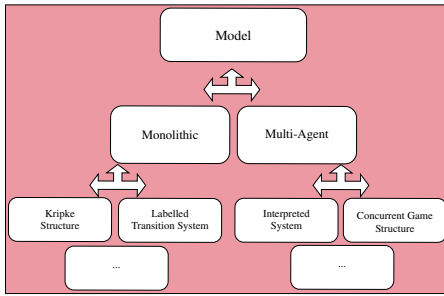 Model
Monolithic
Multi-Agent
Kripke
Structure
Labelled
Transition System
Interpreted
System
Concurrent Game
Structure
...
...